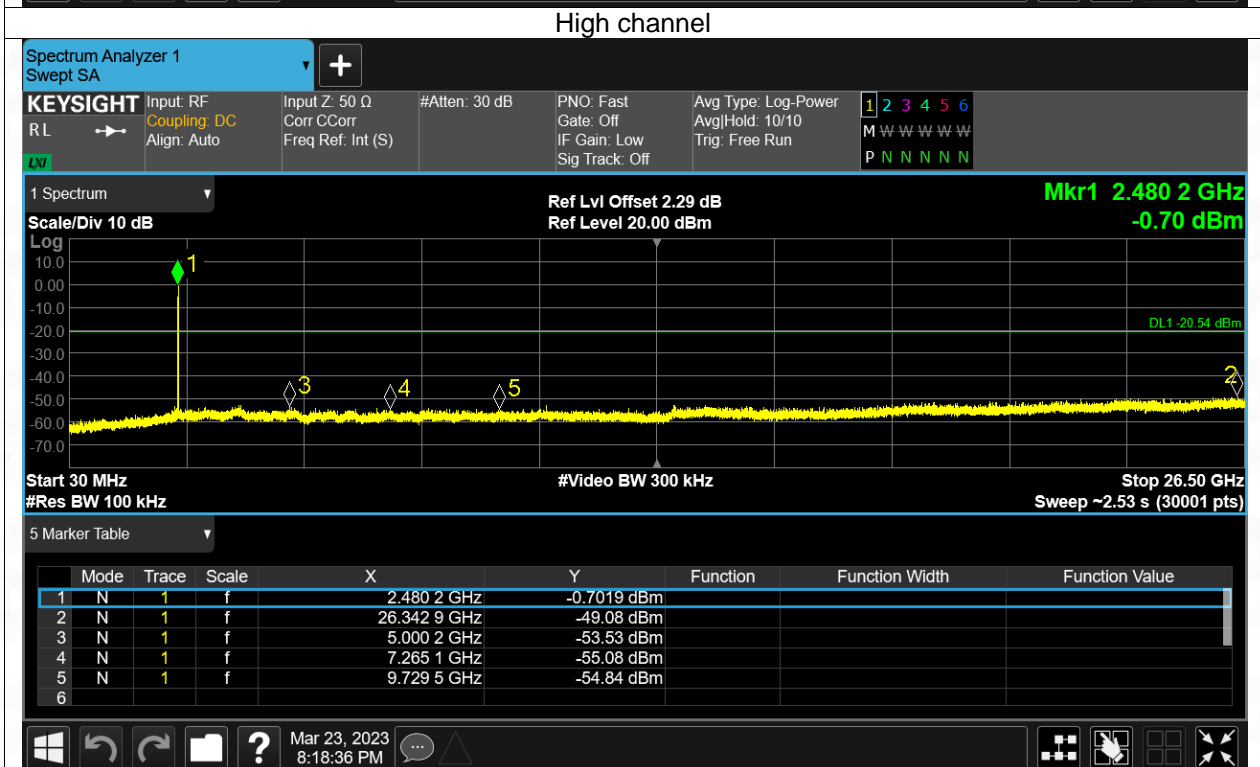 High channel
Spectrum Analyzer 1
Swept SA
+
KEYSIGHT Input: RF Input Z: 50 Ω #Atten: 30 dB PNO: Fast Avg Type: Log-Power 1 2 3 4 5 6
RL Coupling: DC Corr CCorr Gate: Off Avg|Hold: 10/10 M W W W W W
Align: Auto Freq Ref: Int (S) IF Gain: Low Trig: Free Run
LXI Sig Track: Off P N N N N N
1 Spectrum Ref Lvl Offset 2.29 dB Mkr1 2.480 2 GHz
Scale/Div 10 dB Ref Level 20.00 dBm -0.70 dBm
Log
10.0 1
0.00
-10.0
-20.0 DL1 -20.54 dBm
-30.0
-40.0 3 4 5 2
-50.0
-60.0
-70.0
Start 30 MHz #Video BW 300 kHz Stop 26.50 GHz
#Res BW 100 kHz Sweep ~2.53 s (30001 pts)
5 Marker Table
Mode Trace Scale X Y Function Function Width Function Value
1 N 1 f 2.480 2 GHz -0.7019 dBm
2 N 1 f 26.342 9 GHz -49.08 dBm
3 N 1 f 5.000 2 GHz -53.53 dBm
4 N 1 f 7.265 1 GHz -55.08 dBm
5 N 1 f 9.729 5 GHz -54.84 dBm
6
? Mar 23, 2023
8:18:36 PM